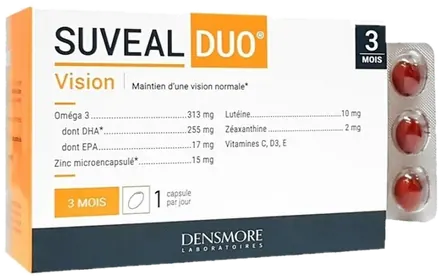 SUVEAL DUO®
3 MOIS
Vision | Maintien d'une vision normale*
Oméga 3 313 mg
dont DHA* 255 mg
dont EPA 17 mg
Zinc microencapsulé* 15 mg
Lutéine 10 mg
Zéaxanthine 2 mg
Vitamines C, D3, E
3 MOIS
1 capsule par jour
DENSMORE
LABORATOIRES